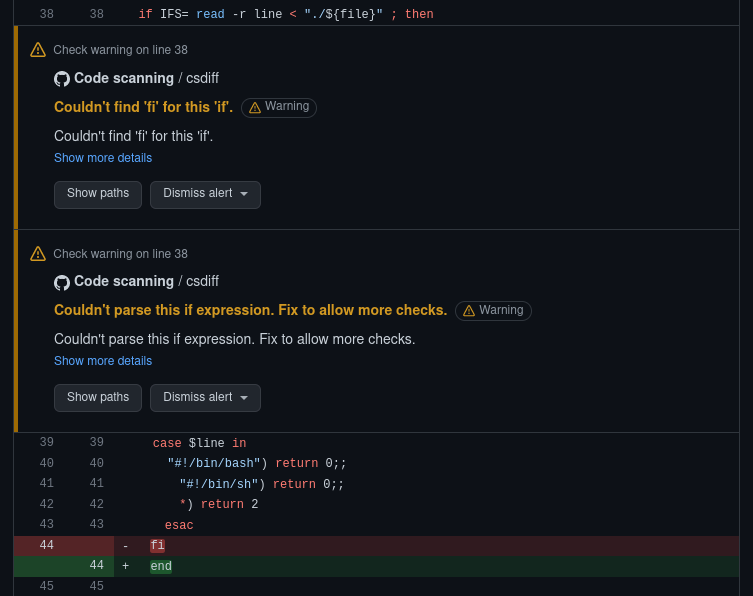 38 38 if IFS= read -r line < "./${file}" ; then
Check warning on line 38
Code scanning / csdiff
Couldn't find 'fi' for this 'if'. Warning
Couldn't find 'fi' for this 'if'.
Show more details
Show paths Dismiss alert
Check warning on line 38
Code scanning / csdiff
Couldn't parse this if expression. Fix to allow more checks. Warning
Couldn't parse this if expression. Fix to allow more checks.
Show more details
Show paths Dismiss alert
39 39 case $line in
40 40 "#!/bin/bash") return 0;;
41 41 "#!/bin/sh") return 0;;
42 42 *) return 2
43 43 esac
44 - fi
44 + end
45 45